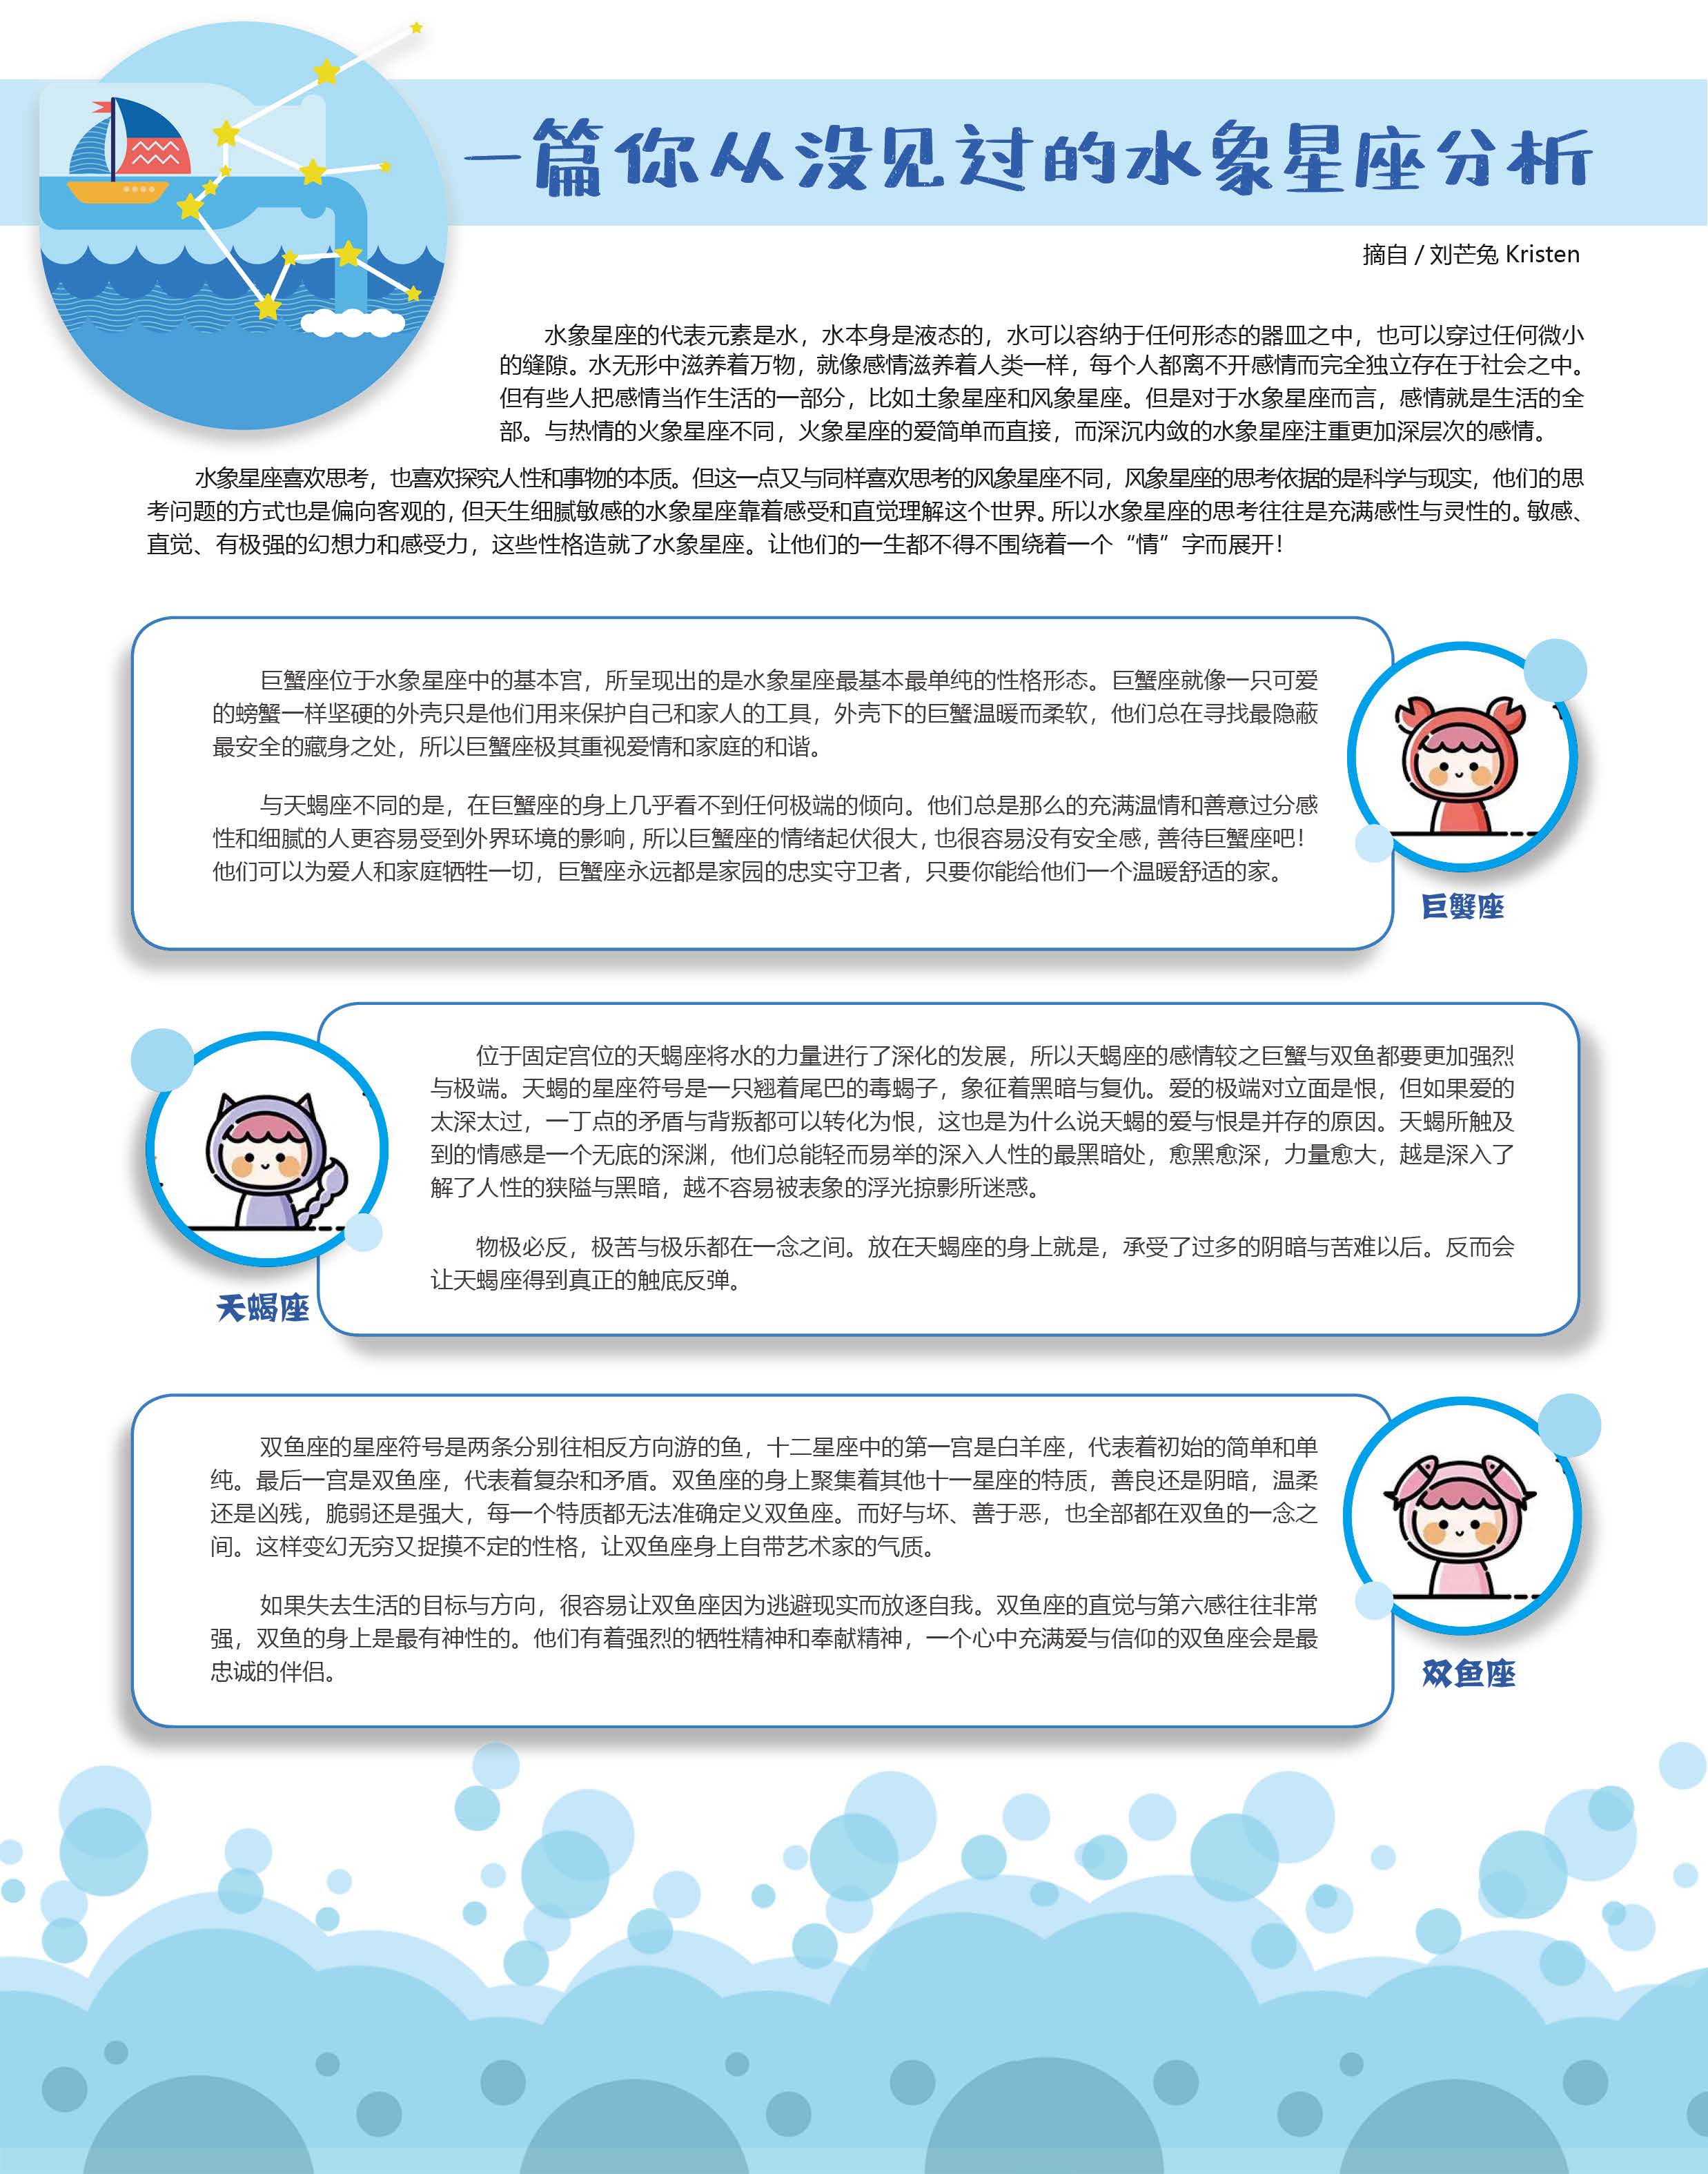 一篇你从没见过的水象星座分析
摘自 / 刘芒兔 Kristen
水象星座的代表元素是水，水本身是液态的，水可以容纳于任何形态的器皿之中，也可以穿过任何微小
的缝隙。水无形中滋养着万物，就像感情滋养着人类一样，每个人都离不开感情而完全独立存在于社会之中。
但有些人把感情当作生活的一部分，比如土象星座和风象星座。但是对于水象星座而言，感情就是生活的全
部。与热情的火象星座不同，火象星座的爱简单而直接，而深沉内敛的水象星座注重更加深层次的感情。
水象星座喜欢思考，也喜欢探究人性和事物的本质。但这一点又与同样喜欢思考的风象星座不同，风象星座的思考依据的是科学与现实，他们的思
考问题的方式也是偏向客观的，但天生细腻敏感的水象星座靠着感受和直觉理解这个世界。所以水象星座的思考往往是充满感性与灵性的。敏感、
直觉、有极强的幻想力和感受力，这些性格造就了水象星座。让他们的一生都不得不围绕着一个“情”字而展开！
巨蟹座位于水象星座中的基本宫，所呈现出的是水象星座最基本最单纯的性格形态。巨蟹座就像一只可爱
的螃蟹一样坚硬的外壳只是他们用来保护自己和家人的工具，外壳下的巨蟹温暖而柔软，他们总在寻找最隐蔽
最安全的藏身之处，所以巨蟹座极其重视爱情和家庭的和谐。
与天蝎座不同的是，在巨蟹座的身上几乎看不到任何极端的倾向。他们总是那么的充满温情和善意过分感
性和细腻的人更容易受到外界环境的影响，所以巨蟹座的情绪起伏很大，也很容易没有安全感，善待巨蟹座吧！
他们可以为爱人和家庭牺牲一切，巨蟹座永远都是家园的忠实守卫者，只要你能给他们一个温暖舒适的家。
巨蟹座
位于固定宫位的天蝎座将水的力量进行了深化的发展，所以天蝎座的感情较之巨蟹与双鱼都要更加强烈
与极端。天蝎的星座符号是一只翘着尾巴的毒蝎子，象征着黑暗与复仇。爱的极端对立面是恨，但如果爱的
太深太过，一丁点的矛盾与背叛都可以转化为恨，这也是为什么说天蝎的爱与恨是并存的原因。天蝎所触及
到的情感是一个无底的深渊，他们总能轻而易举的深入人性的最黑暗处，愈黑愈深，力量愈大，越是深入了
解了人性的狭隘与黑暗，越不容易被表象的浮光掠影所迷惑。
物极必反，极苦与极乐都在一念之间。放在天蝎座的身上就是，承受了过多的阴暗与苦难以后。反而会
让天蝎座得到真正的触底反弹。
天蝎座
双鱼座的星座符号是两条分别往相反方向游的鱼，十二星座中的第一宫是白羊座，代表着初始的简单和单
纯。最后一宫是双鱼座，代表着复杂和矛盾。双鱼座的身上聚集着其他十一星座的特质，善良还是阴暗，温柔
还是凶残，脆弱还是强大，每一个特质都无法准确定义双鱼座。而好与坏、善于恶，也全部都在双鱼的一念之
间。这样变幻无穷又捉摸不定的性格，让双鱼座身上自带艺术家的气质。
如果失去生活的目标与方向，很容易让双鱼座因为逃避现实而放逐自我。双鱼座的直觉与第六感往往非常
强，双鱼的身上是最有神性的。他们有着强烈的牺牲精神和奉献精神，一个心中充满爱与信仰的双鱼座会是最
忠诚的伴侣。
双鱼座